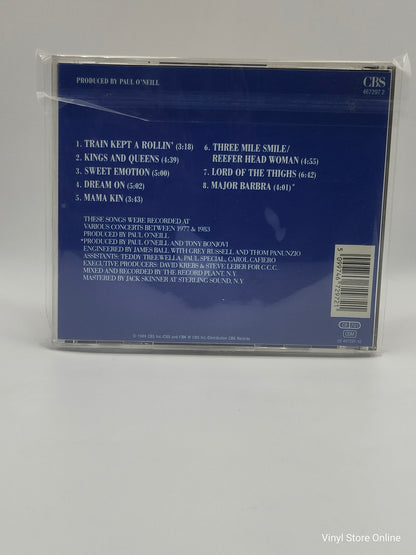 PRODUCED BY PAUL O'NEILL
CBS
467207 2
1. TRAIN KEPT A ROLLIN' (3:18)
2. KINGS AND QUEENS (4:39)
3. SWEET EMOTION (5:00)
4. DREAM ON (5:02)
5. MAMA KIN (3:43)
6. THREE MILE SMILE/
REEFER HEAD WOMAN (4:55)
7. LORD OF THE THIGHS (6:42)
8. MAJOR BARBRA (4:01)*
THESE SONGS WERE RECORDED AT
VARIOUS CONCERTS BETWEEN 1977 & 1983
PRODUCED BY PAUL O'NEILL
*PRODUCED BY PAUL O'NEILL AND TONY BONJOVI
ENGINEERED BY JAMES BALL WITH GREY RUSSELL AND THOM PANUNZIO
ASSISTANTS: TEDDY TREEWELLA, PAUL SPECIAL, CAROL CAFIERO
EXECUTIVE PRODUCERS: DAVID KREBS & STEVE LEBER FOR C.C.C.
MIXED AND RECORDED BY THE RECORD PLANT, N.Y.
MASTERED BY JACK SKINNER AT STERLING SOUND, N.Y.
Vinyl Store Online